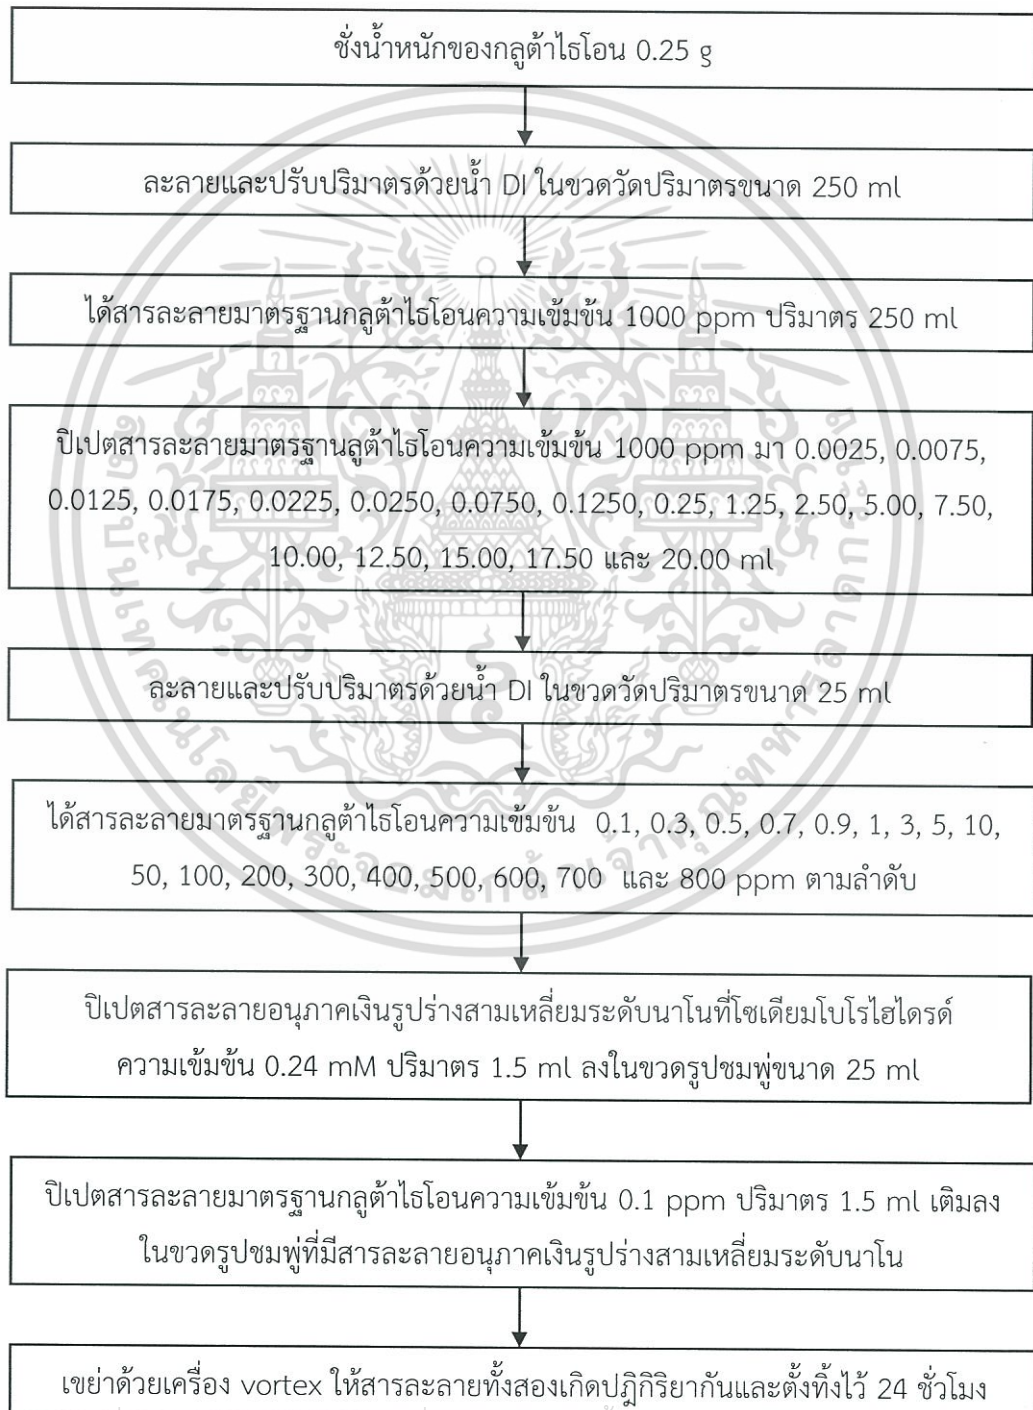 ชั่งน้ำหนักของกลูต้าไธโอน 0.25 g
ละลายและปรับปริมาตรด้วยน้ำ DI ในขวดวัดปริมาตรขนาด 250 ml
ได้สารละลายมาตรฐานกลูต้าไธโอนความเข้มข้น 1000 ppm ปริมาตร 250 ml
ปิเปตสารละลายมาตรฐานลูต้าไธโอนความเข้มข้น 1000 ppm มา 0.0025, 0.0075,
0.0125, 0.0175, 0.0225, 0.0250, 0.0750, 0.1250, 0.25, 1.25, 2.50, 5.00, 7.50,
10.00, 12.50, 15.00, 17.50 และ 20.00 ml
ละลายและปรับปริมาตรด้วยน้ำ DI ในขวดวัดปริมาตรขนาด 25 ml
ได้สารละลายมาตรฐานกลูต้าไธโอนความเข้มข้น 0.1, 0.3, 0.5, 0.7, 0.9, 1, 3, 5, 10,
50, 100, 200, 300, 400, 500, 600, 700 และ 800 ppm ตามลำดับ
ปิเปตสารละลายอนุภาคเงินรูปร่างสามเหลี่ยมระดับนาโนที่โซเดียมโบโรไฮไดรด์
ความเข้มข้น 0.24 mM ปริมาตร 1.5 ml ลงในขวดรูปชมพู่ขนาด 25 ml
ปิเปตสารละลายมาตรฐานกลูต้าไธโอนความเข้มข้น 0.1 ppm ปริมาตร 1.5 ml เติมลง
ในขวดรูปชมพู่ที่มีสารละลายอนุภาคเงินรูปร่างสามเหลี่ยมระดับนาโน
เขย่าด้วยเครื่อง vortex ให้สารละลายทั้งสองเกิดปฏิกิริยากันและตั้งทิ้งไว้ 24 ชั่วโมง